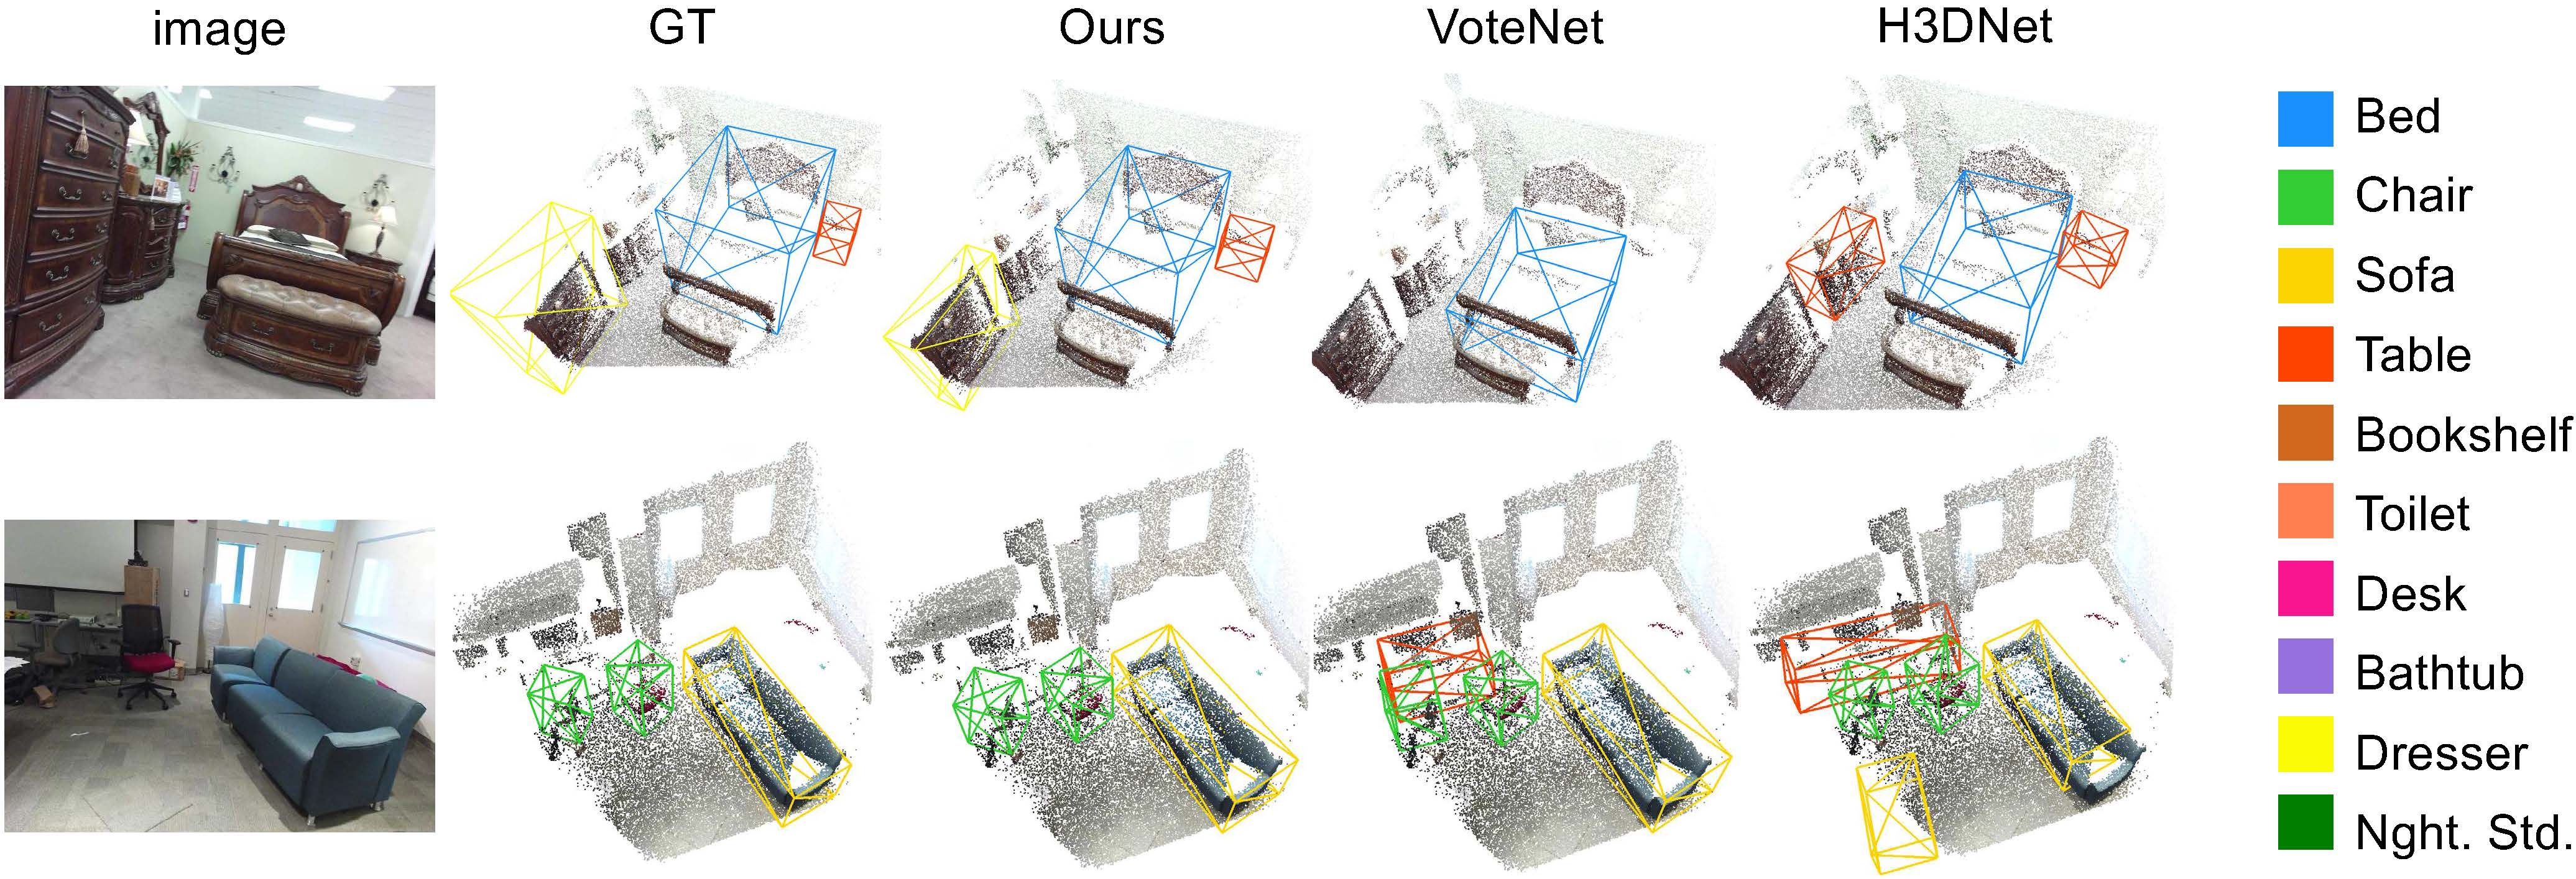 image
GT
Ours
VoteNet
H3DNet
Bed
Chair
Sofa
Table
Bookshelf
Toilet
Desk
Bathtub
Dresser
Nght. Std.